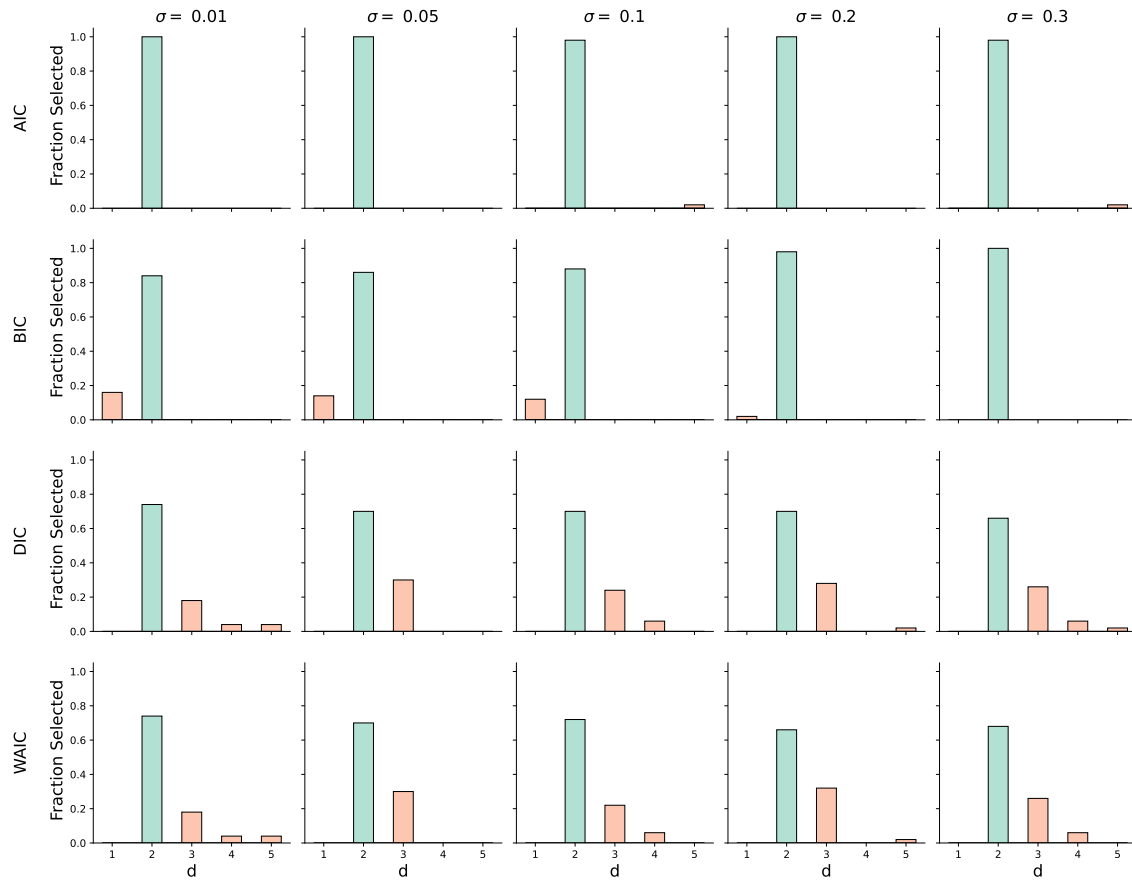 σ = 0.01 σ = 0.05 σ = 0.1 σ = 0.2 σ = 0.3
AIC
Fraction Selected
1.0
0.8
0.6
0.4
0.2
0.0
BIC
Fraction Selected
1.0
0.8
0.6
0.4
0.2
0.0
DIC
Fraction Selected
1.0
0.8
0.6
0.4
0.2
0.0
WAIC
Fraction Selected
1.0
0.8
0.6
0.4
0.2
0.0
1 2 3 4 5 1 2 3 4 5 1 2 3 4 5 1 2 3 4 5 1 2 3 4 5
d d d d d